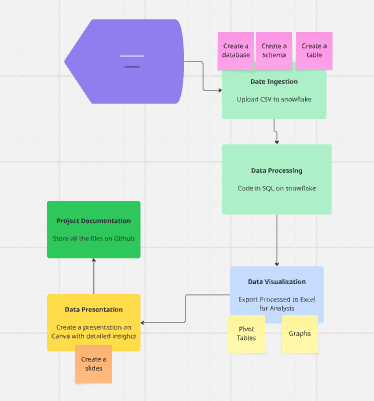 Create a
database
Create a
schema
Create a
table
Date Ingestion
Upload CSV to snowflake
Data Processing
Code in SQL on snowflake
Data Visualization
Export Processed to Excel
for Analysis
Pivot
Tables
Graphs
Data Presentation
Create a presentation on
Canva with detailed insights
Create a
slides
Project Documentation
Store all the files on Github